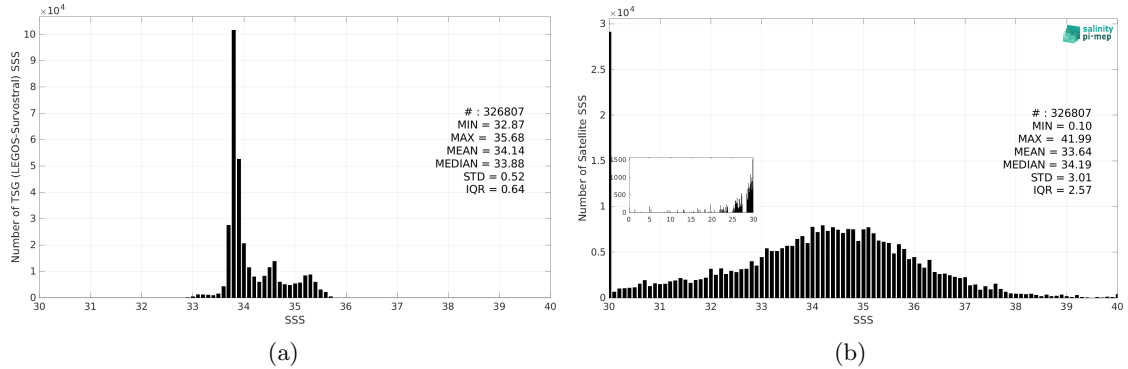 ×10⁴
10
9
8
7
6
5
4
3
2
1
0
Number of TSG (LEGOS-Survostral) SSS
30 31 32 33 34 35 36 37 38 39 40
SSS
# : 326807
MIN = 32.87
MAX = 35.68
MEAN = 34.14
MEDIAN = 33.88
STD = 0.52
IQR = 0.64
(a)
×10⁴
3
2.5
2
1.5
1
0.5
0
Number of Satellite SSS
1500
1000
500
0
0 5 10 15 20 25 30
30 31 32 33 34 35 36 37 38 39 40
SSS
salinity
pi-mep
# : 326807
MIN = 0.10
MAX = 41.99
MEAN = 33.64
MEDIAN = 34.19
STD = 3.01
IQR = 2.57
(b)